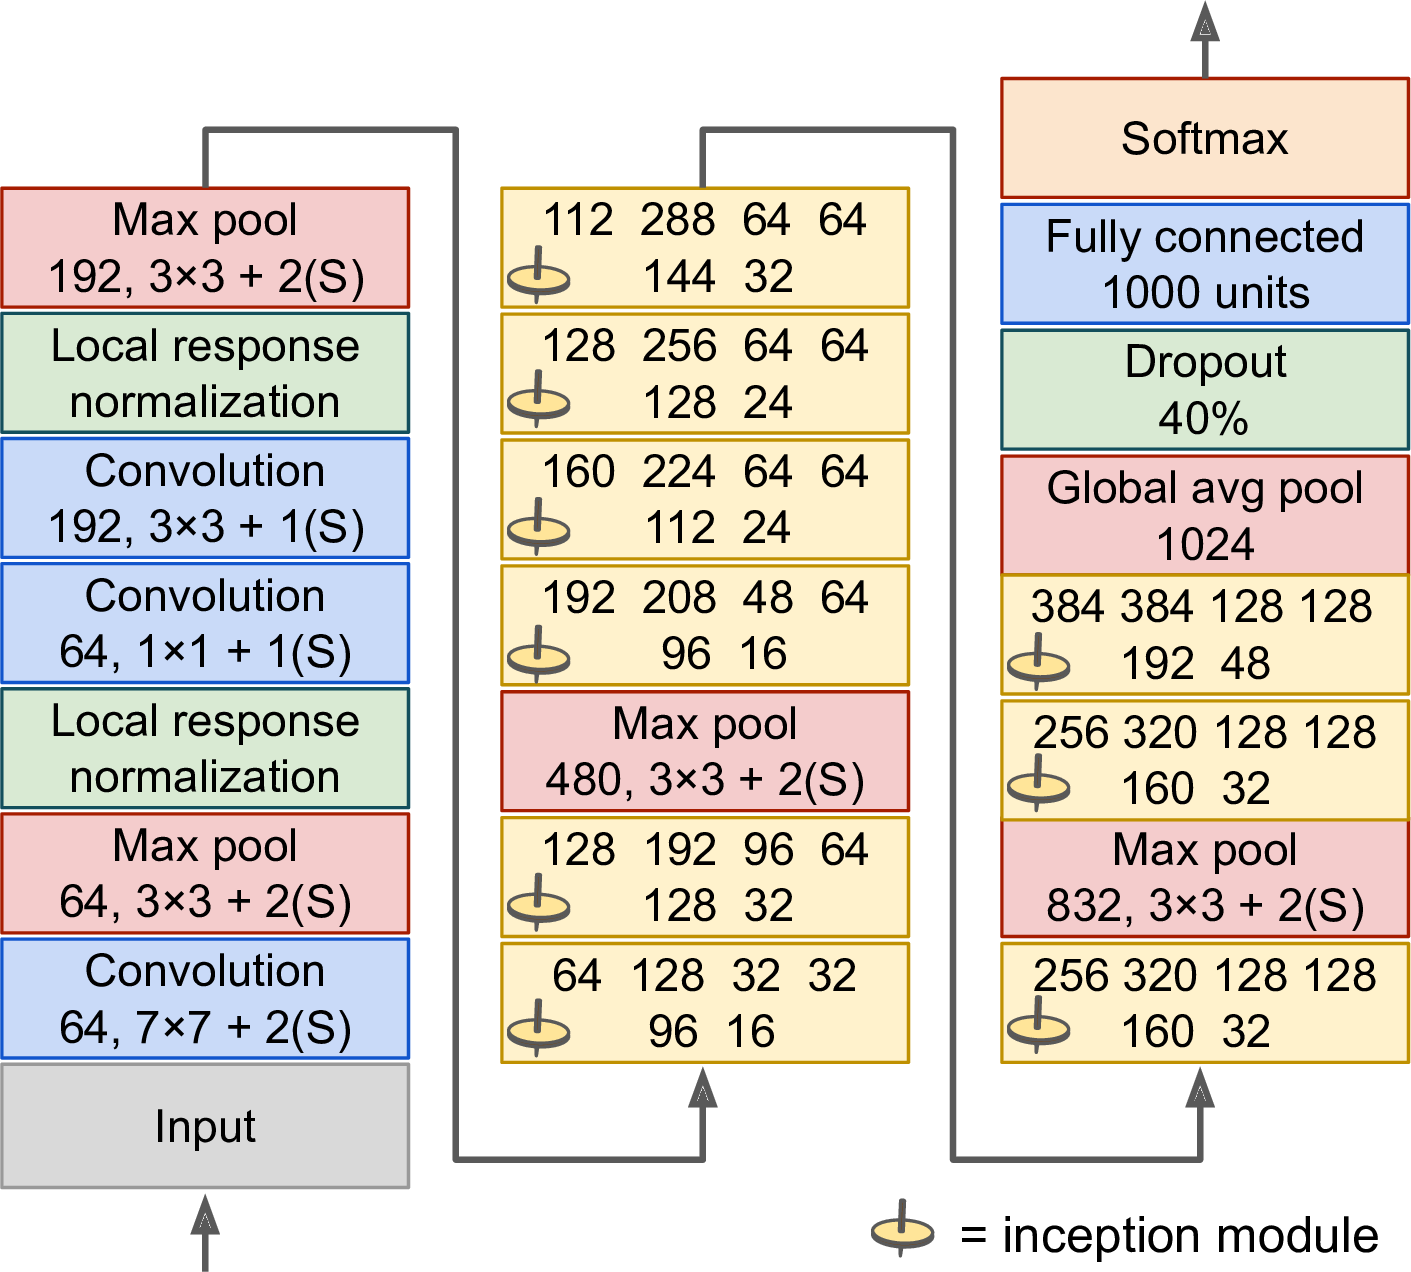 Max pool
192, 3×3 + 2(S)
Local response
normalization
Convolution
192, 3×3 + 1(S)
Convolution
64, 1×1 + 1(S)
Local response
normalization
Max pool
64, 3×3 + 2(S)
Convolution
64, 7×7 + 2(S)
Input
112 288 64 64
144 32
128 256 64 64
128 24
160 224 64 64
112 24
192 208 48 64
96 16
Max pool
480, 3×3 + 2(S)
128 192 96 64
128 32
64 128 32 32
96 16
Softmax
Fully connected
1000 units
Dropout
40%
Global avg pool
1024
384 384 128 128
192 48
256 320 128 128
160 32
Max pool
832, 3×3 + 2(S)
256 320 128 128
160 32
= inception module